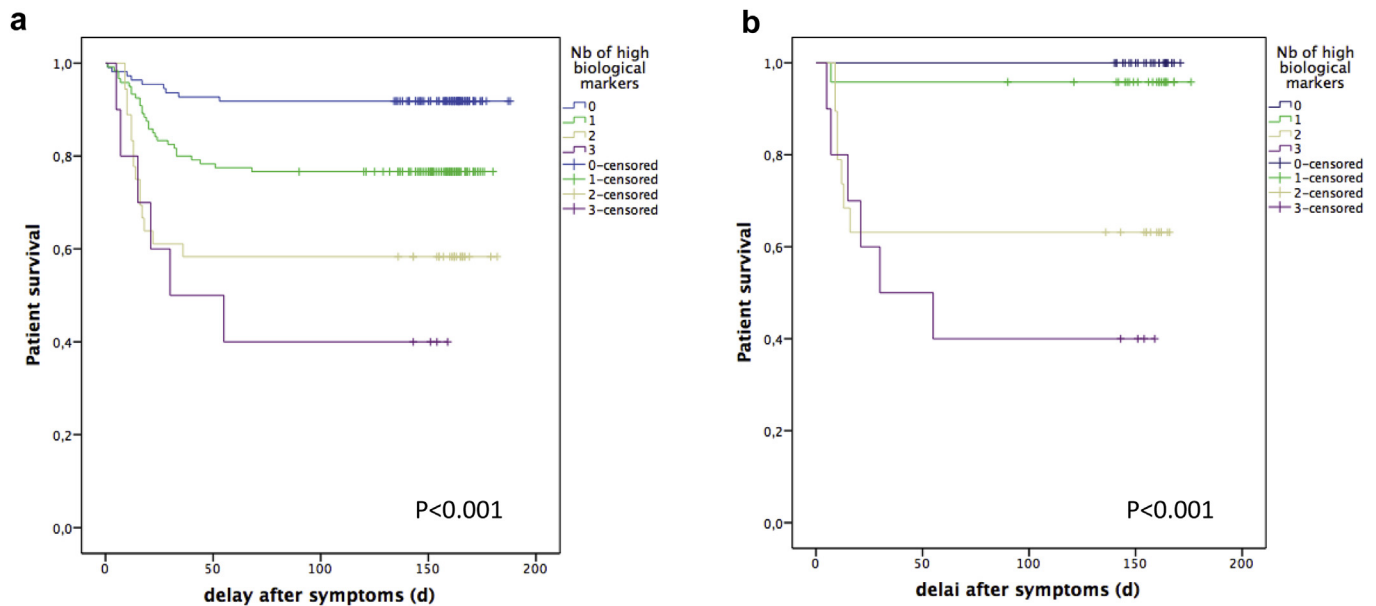 a
Nb of high
biological
markers
0
1
2
3
0-censored
1-censored
2-censored
3-censored
1,0
0,8
0,6
0,4
0,2
0,0
Patient survival
P<0.001
0
50
100
150
200
delay after symptoms (d)
b
Nb of high
biological
markers
0
1
2
3
0-censored
1-censored
2-censored
3-censored
1,0
0,8
0,6
0,4
0,2
0,0
Patient survival
P<0.001
0
50
100
150
200
delai after symptoms (d)